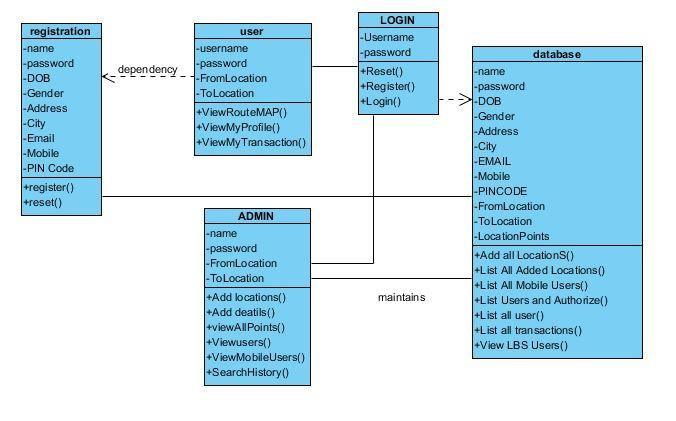 registration
-name
-password
-DOB
-Gender
-Address
-City
-Email
-Mobile
-PIN Code
+register()
+reset()
dependency
user
-username
-password
-FromLocation
-ToLocation
+ViewRouteMAP()
+ViewMyProfile()
+ViewMyTransaction()
LOGIN
-Username
-password
+Reset()
+Register()
+Login()
database
-name
-password
-DOB
-Gender
-Address
-City
-EMAIL
-Mobile
-PINCODE
-FromLocation
-ToLocation
-LocationPoints
+Add all LocationS()
+List All Added Locations()
+List All Mobile Users()
+List Users and Authorize()
+List all user()
+List all transactions()
+View LBS Users()
ADMIN
-name
-password
-FromLocation
-ToLocation
+Add locations()
+Add deatils()
+viewAllPoints()
+Viewusers()
+ViewMobileUsers()
+SearchHistory()
maintains